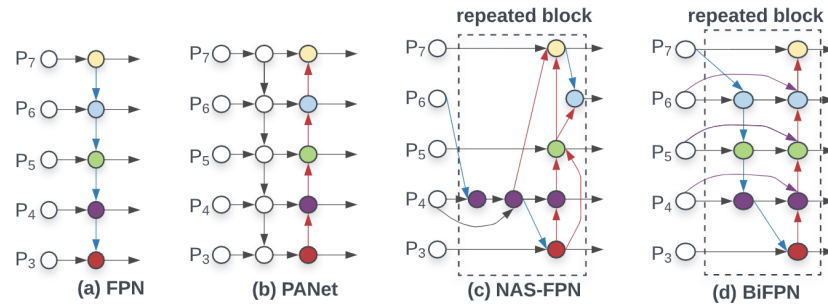 repeated block
repeated block
P7
P6
P5
P4
P3
(a) FPN
P7
P6
P5
P4
P3
(b) PANet
P7
P6
P5
P4
P3
(c) NAS-FPN
P7
P6
P5
P4
P3
(d) BiFPN